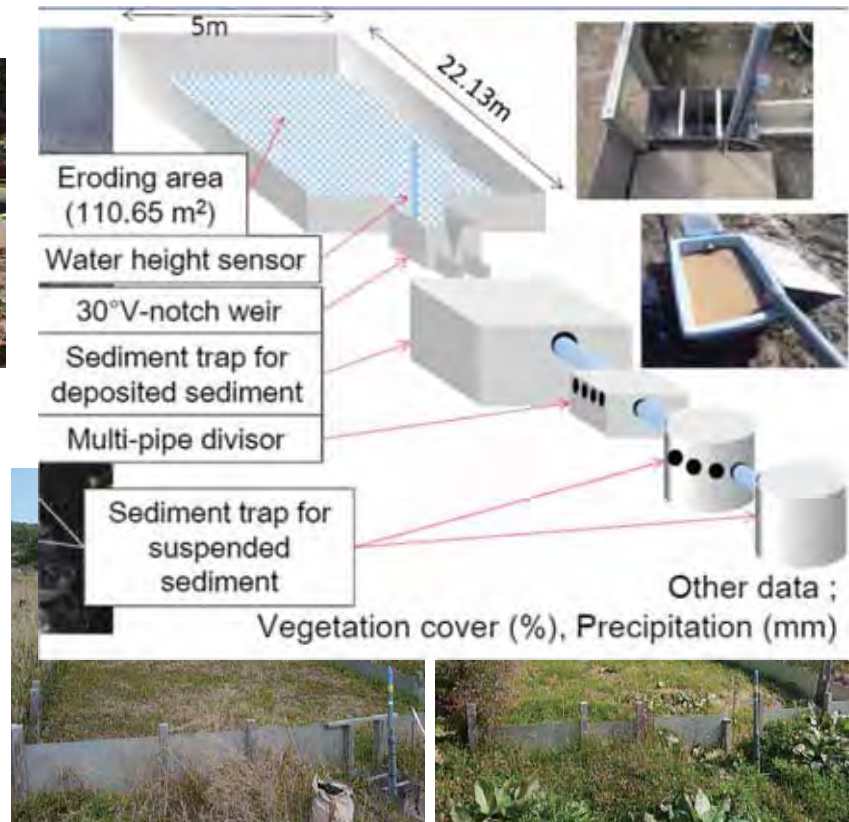 5m
22.13m
Eroding area
(110.65 m²)
Water height sensor
30°V-notch weir
Sediment trap for
deposited sediment
Multi-pipe divisor
Sediment trap for
suspended
sediment
Other data ;
Vegetation cover (%), Precipitation (mm)